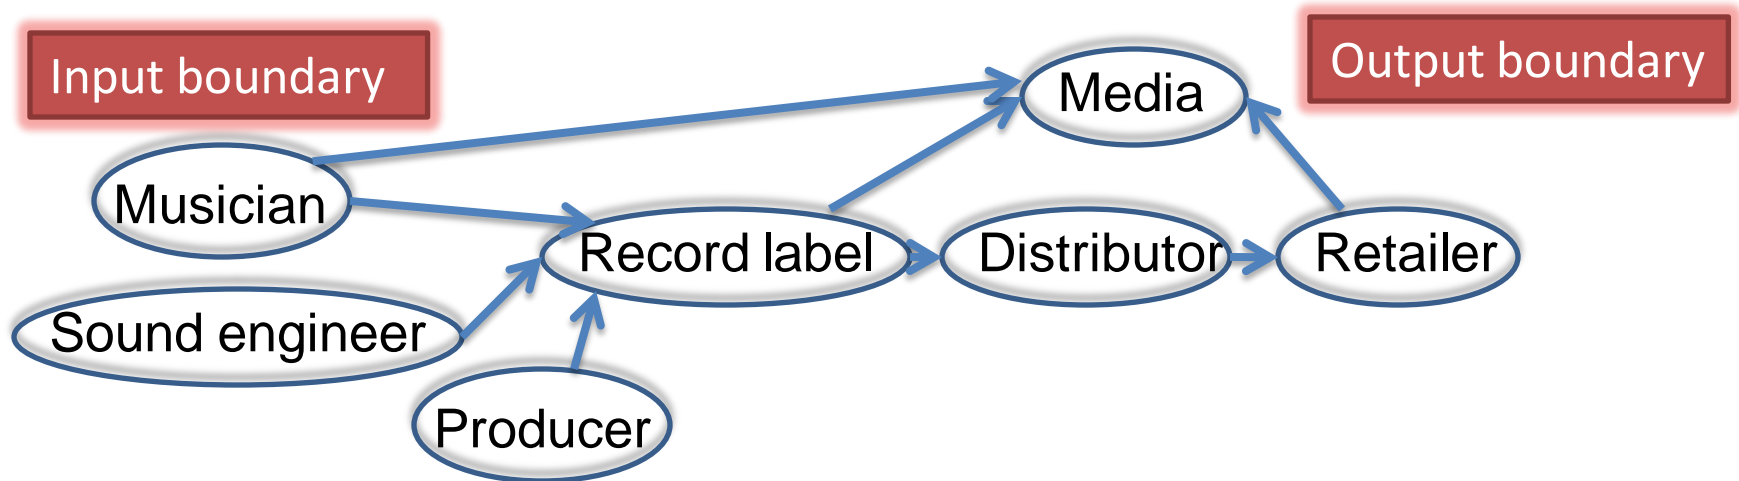 Input boundary
Output boundary
Media
Musician
Record label
Distributor
Retailer
Sound engineer
Producer